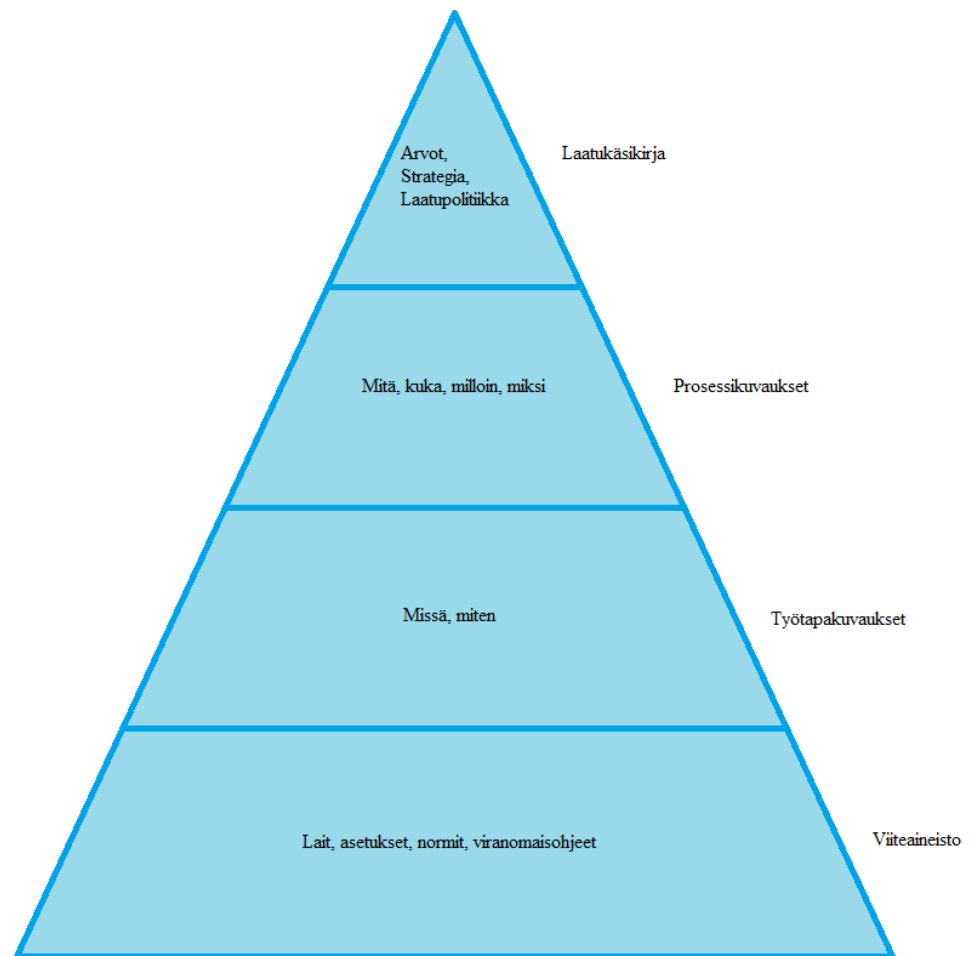 Arvot,
Strategia,
Laatupolitiikka
Laatukäsikirja
Mitä, kuka, milloin, miksi
Prosessikuvaukset
Missä, miten
Työtapakuvaukset
Lait, asetukset, normit, viranomaisohjeet
Viiteaineisto